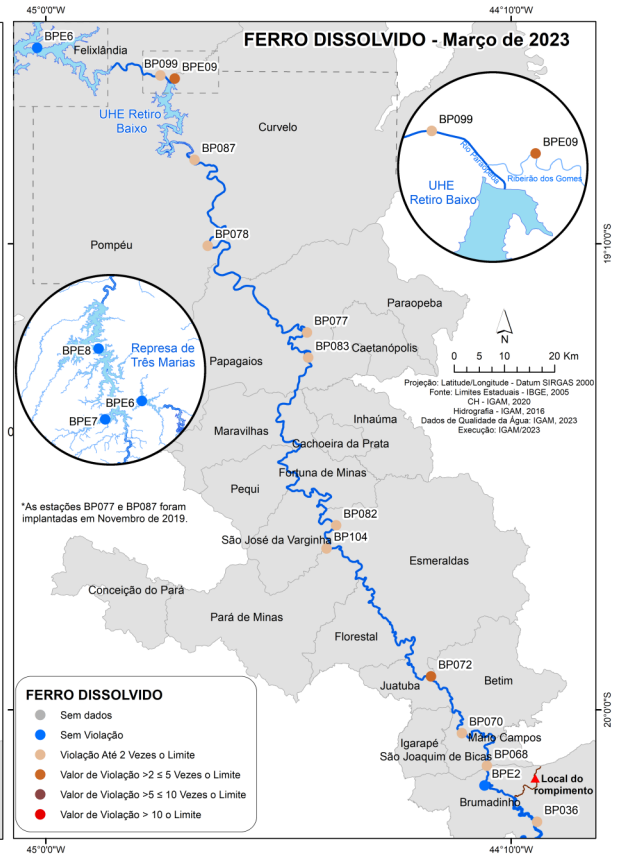 45°0'0"W
44°10'0"W
FERRO DISSOLVIDO - Março de 2023
BPE6
Felixlândia
BP099
BPE09
UHE Retiro
Baixo
Curvelo
BP087
BP099
BPE09
Rio Paraopeba
Ribeirão dos Gomes
UHE
Retiro Baixo
Pompéu
BP078
19°10'0"S
Paraopeba
BP077
BP083
Caetanópolis
Papagaios
BPE8
Represa de
Três Marias
BPE6
BPE7
N
0 5 10 20 Km
Projeção: Latitude/Longitude - Datum SIRGAS 2000
Fonte: Limites Estaduais - IBGE, 2005
CH - IGAM, 2020
Hidrografia - IGAM, 2016
Dados de Qualidade da Água: IGAM, 2023
Execução: IGAM/2023
Inhaúma
Maravilhas
Cachoeira da Prata
Fortuna de Minas
Pequi
*As estações BP077 e BP087 foram
implantadas em Novembro de 2019.
BP082
São José da Varginha
BP104
Esmeraldas
Conceição do Pará
Pará de Minas
Florestal
BP072
Juatuba
Betim
20°0'0"S
BP070
Igarapé
Mário Campos
São Joaquim de Bicas
BP068
BPE2
Local do
rompimento
Brumadinho
BP036
FERRO DISSOLVIDO
Sem dados
Sem Violação
Violação Até 2 Vezes o Limite
Valor de Violação >2 ≤ 5 Vezes o Limite
Valor de Violação >5 ≤ 10 Vezes o Limite
Valor de Violação > 10 o Limite
45°0'0"W
44°10'0"W